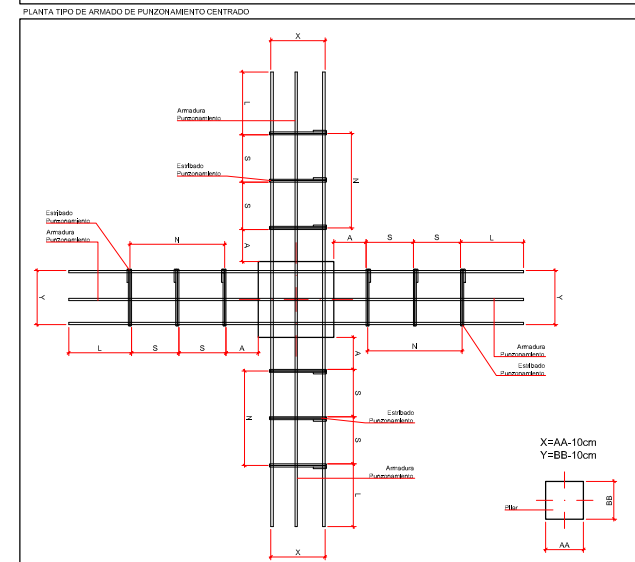 PLANTA TIPO DE ARMADO DE PUNZONAMIENTO CENTRADO
X
L
Armadura
Punzonamiento
S
N
Estribado
Punzonamiento
S
A
Estribado
Punzonamiento
Armadura
Punzonamiento
N
A
S
S
L
Y
Y
L
S
S
A
N
Armadura
Punzonamiento
Estribado
Punzonamiento
A
S
N
Estribado
Punzonamiento
S
Armadura
Punzonamiento
L
X
X=AA-10cm
Y=BB-10cm
Pilar
BB
AA